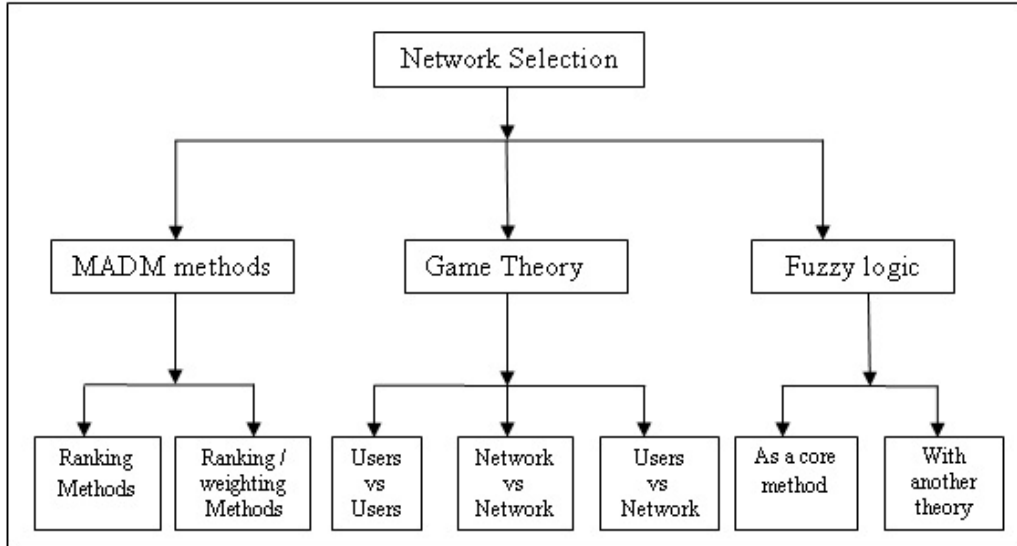 Network Selection
MADM methods
Game Theory
Fuzzy logic
Ranking
Methods
Ranking /
weighting
Methods
Users
vs
Users
Network
vs
Network
Users
vs
Network
As a core
method
With
another
theory